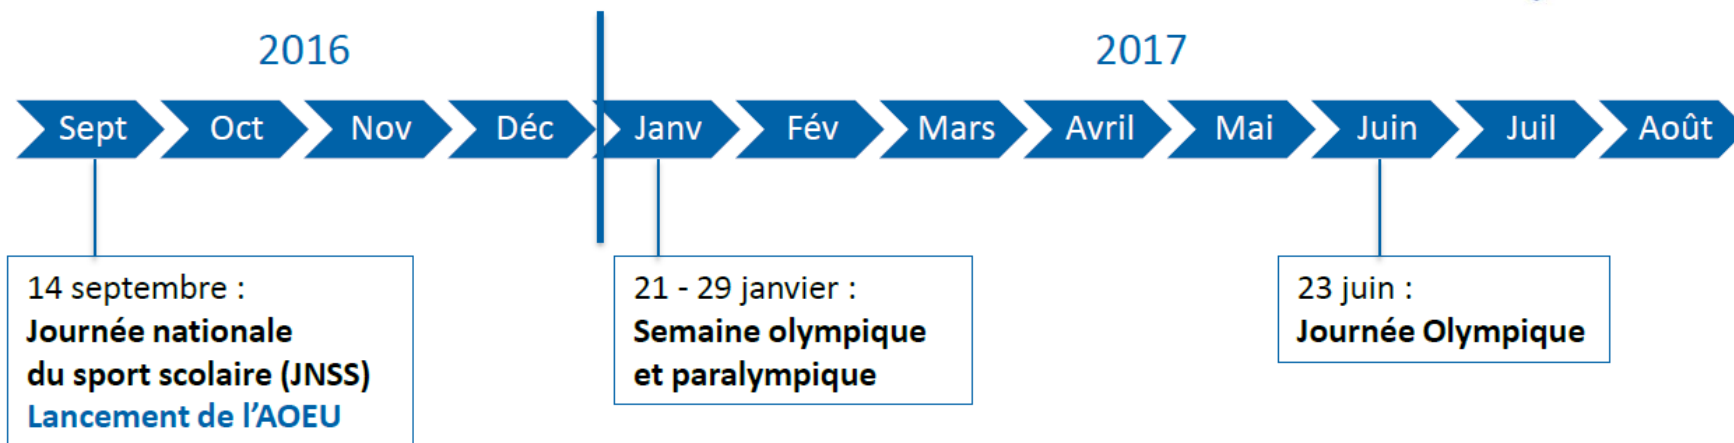 2016
2017
Sept
Oct
Nov
Déc
Janv
Fév
Mars
Avril
Mai
Juin
Juil
Août
14 septembre :
Journée nationale
du sport scolaire (JNSS)
Lancement de l’AOEU
21 - 29 janvier :
Semaine olympique
et paralympique
23 juin :
Journée Olympique